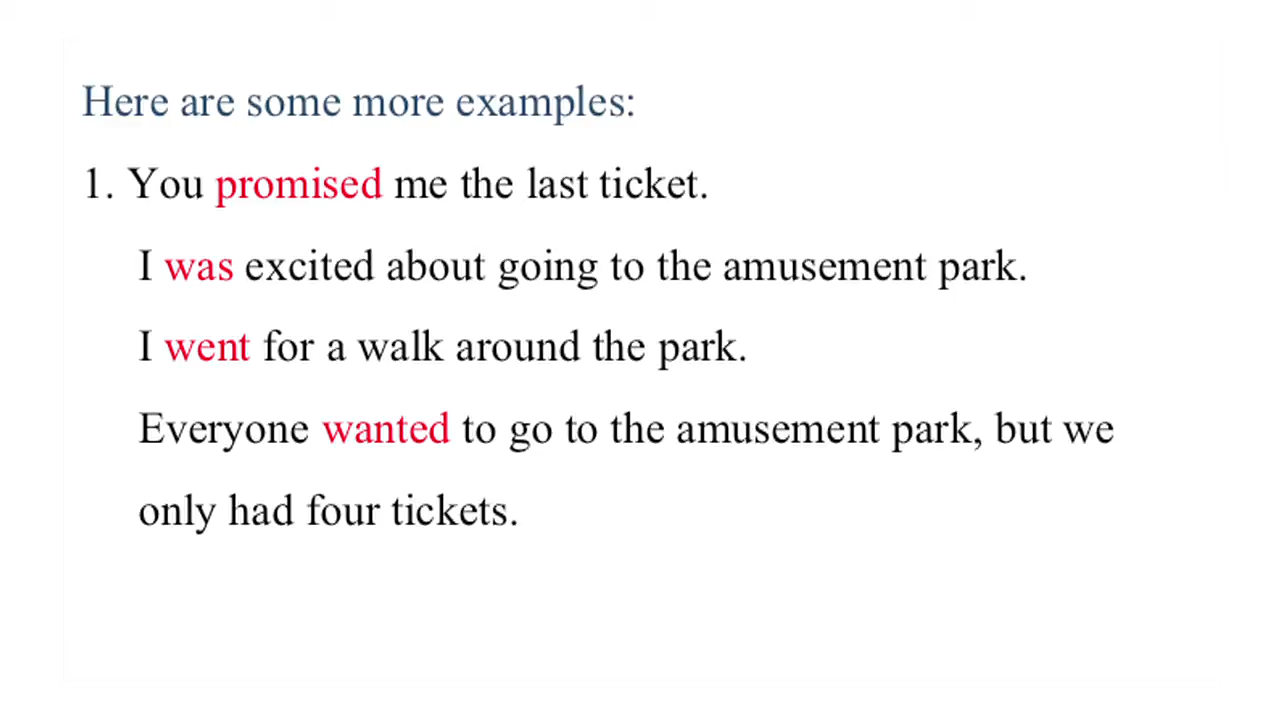 Here are some more examples:
1. You promised me the last ticket.
I was excited about going to the amusement park.
I went for a walk around the park.
Everyone wanted to go to the amusement park, but we
only had four tickets.